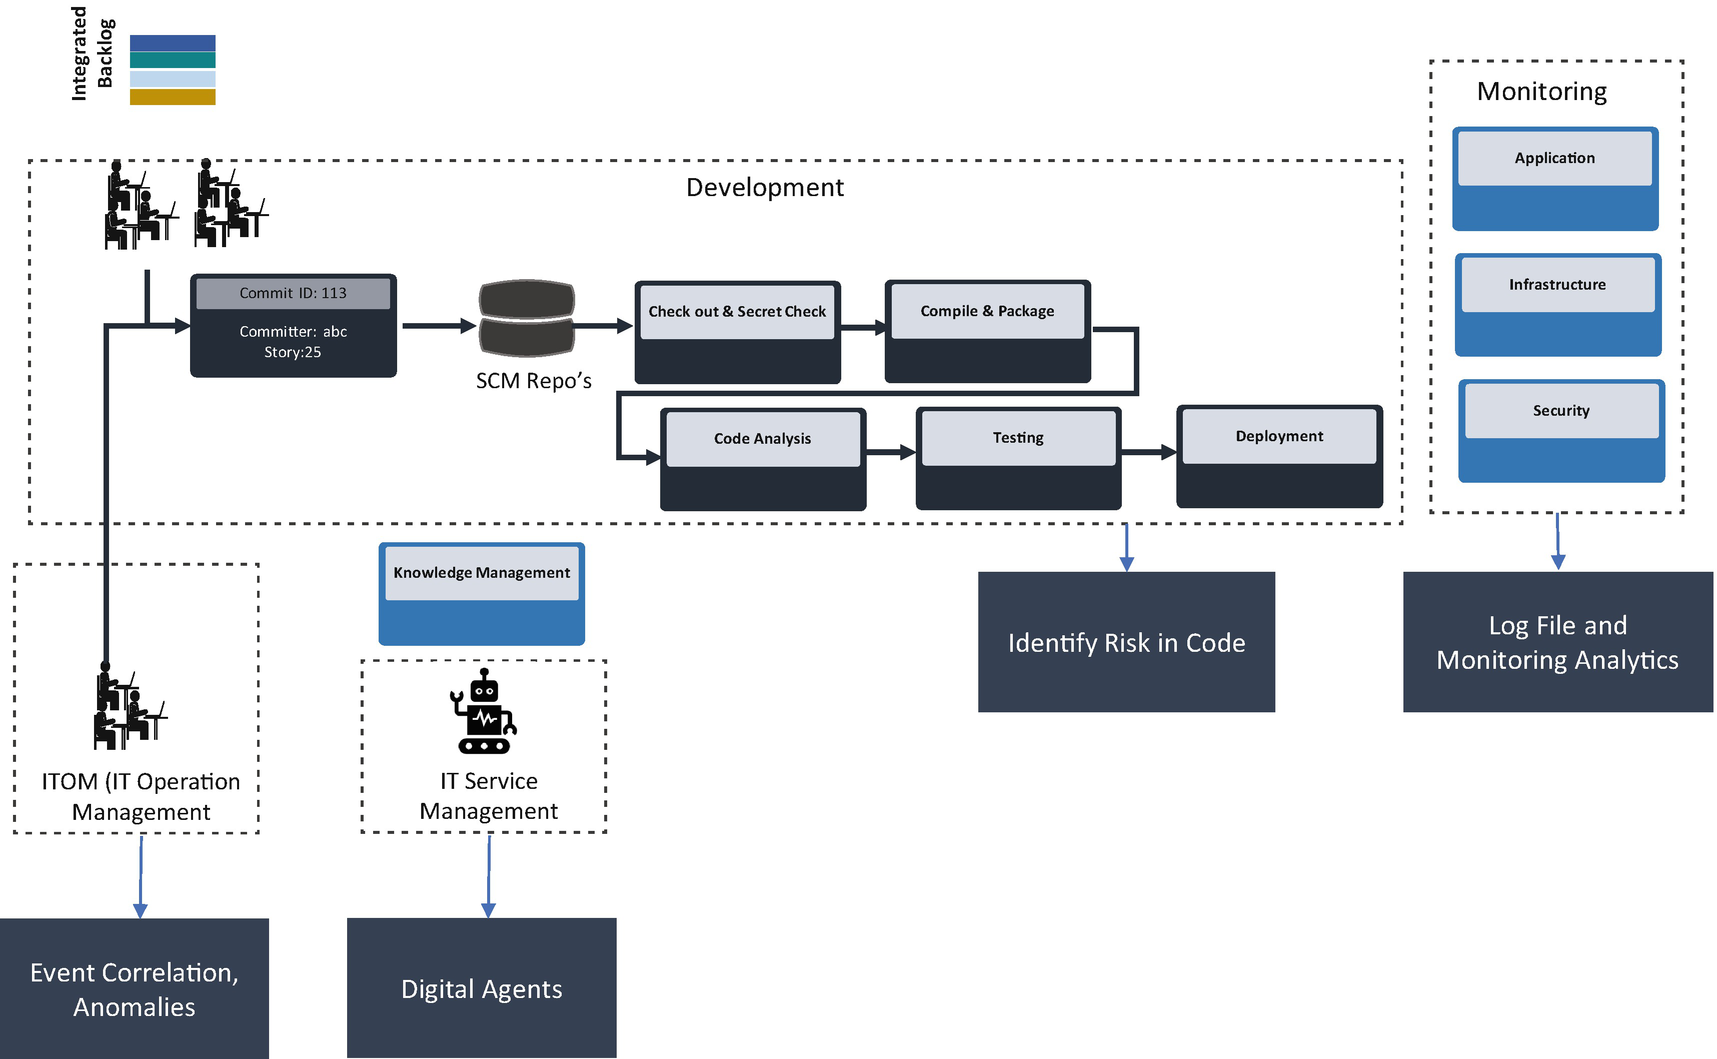 Integrated
Backlog
Monitoring
Application
Infrastructure
Security
Development
Commit ID: 113
Committer: abc
Story:25
SCM Repo’s
Check out & Secret Check
Compile & Package
Code Analysis
Testing
Deployment
Knowledge Management
Identify Risk in Code
Log File and
Monitoring Analytics
ITOM (IT Operation
Management
IT Service
Management
Event Correlation,
Anomalies
Digital Agents